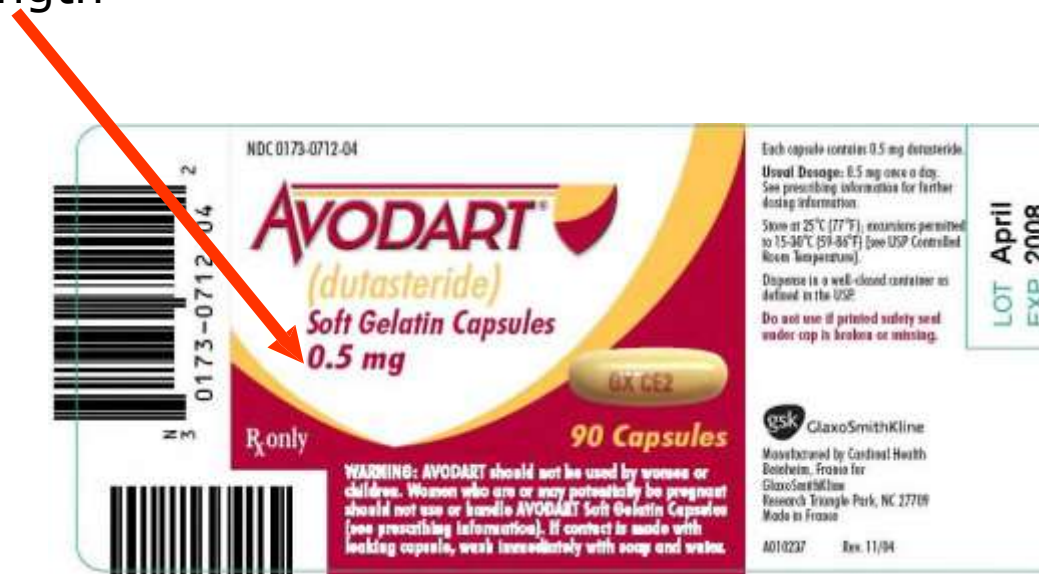 ngth
NDC 0173-0712-04
AVODART®
(dutasteride)
Soft Gelatin Capsules
0.5 mg
GX CE2
90 Capsules
Rx only
WARNING: AVODART should not be used by women or
children. Women who are or may potentially be pregnant
should not use or handle AVODART Soft Gelatin Capsules
(see prescribing information). If contact is made with
leaking capsule, wash immediately with soap and water.
N 3 0173-0712-04 2
Each capsule contains 0.5 mg dutasteride.
Usual Dosage: 0.5 mg once a day.
See prescribing information for further
dosing information.
Store at 25°C (77°F); excursions permitted
to 15-30°C (59-86°F) [see USP Controlled
Room Temperature].
Dispense in a well-closed container as
defined in the USP.
Do not use if printed safety seal
under cap is broken or missing.
gsk GlaxoSmithKline
Manufactured by Cardinal Health
Beinheim, France for
GlaxoSmithKline
Research Triangle Park, NC 27709
Made in France
A010237 Rev. 11/04
LOT April
EXP 2008